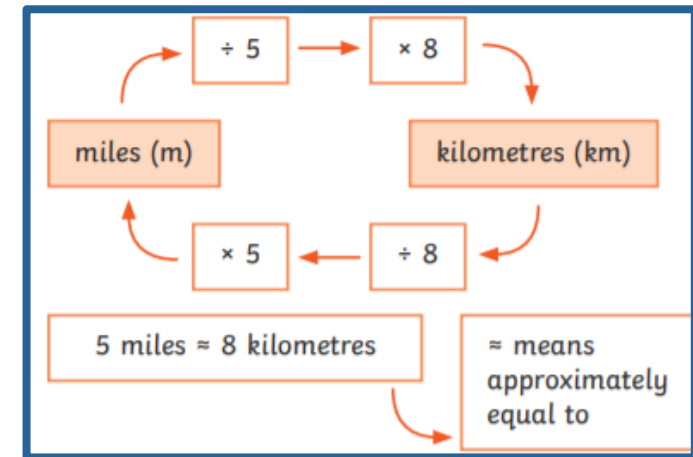 ÷ 5
× 8
miles (m)
kilometres (km)
× 5
÷ 8
5 miles ≈ 8 kilometres
≈ means
approximately
equal to